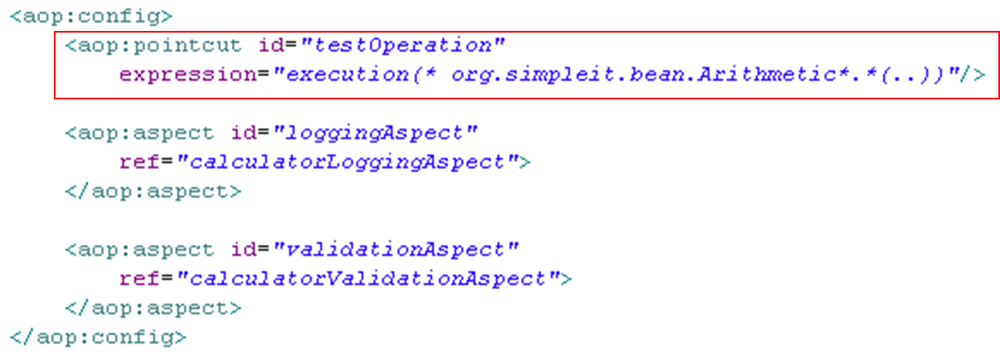 <aop:config>
<aop:pointcut id="testOperation"
expression="execution(* org.simpleit.bean.Arithmetic*.*(..))"/>
<aop:aspect id="loggingAspect"
ref="calculatorLoggingAspect">
</aop:aspect>
<aop:aspect id="validationAspect"
ref="calculatorValidationAspect">
</aop:aspect>
</aop:config>